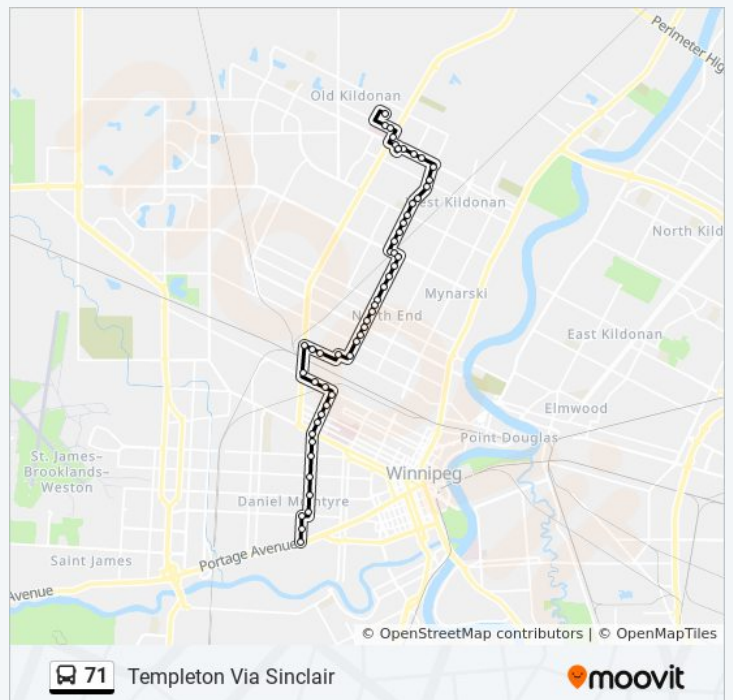 Perimeter Hig
Old Kildonan
est Kildonan
North Kild
Mynarski
North End
East Kildonan
Elmwood
Point Douglas
St. James–
Brooklands–
Weston
Winnipeg
Daniel McIntyre
Portage Avenue
Saint James
Avenue
© OpenStreetMap contributors | © OpenMapTiles
71 Templeton Via Sinclair
moovit